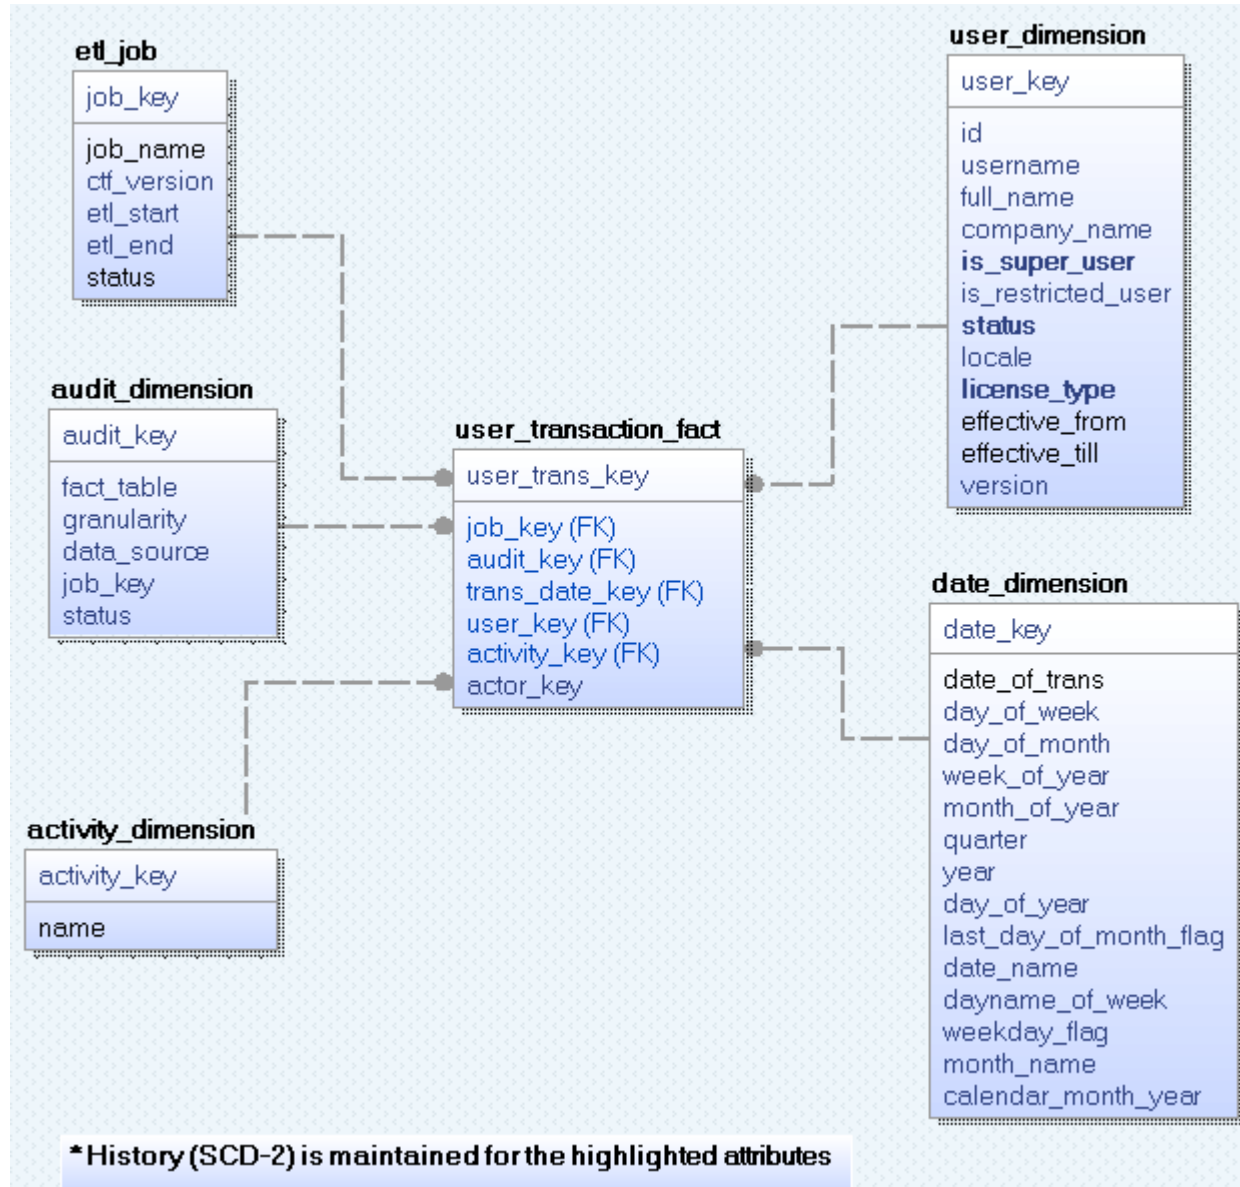 etl_job
job_key
job_name
ctf_version
etl_start
etl_end
status
user_dimension
user_key
id
username
full_name
company_name
is_super_user
is_restricted_user
status
locale
license_type
effective_from
effective_till
version
audit_dimension
audit_key
fact_table
granularity
data_source
job_key
status
user_transaction_fact
user_trans_key
job_key (FK)
audit_key (FK)
trans_date_key (FK)
user_key (FK)
activity_key (FK)
actor_key
date_dimension
date_key
date_of_trans
day_of_week
day_of_month
week_of_year
month_of_year
quarter
year
day_of_year
last_day_of_month_flag
date_name
dayname_of_week
weekday_flag
month_name
calendar_month_year
activity_dimension
activity_key
name
* History (SCD-2) is maintained for the highlighted attributes